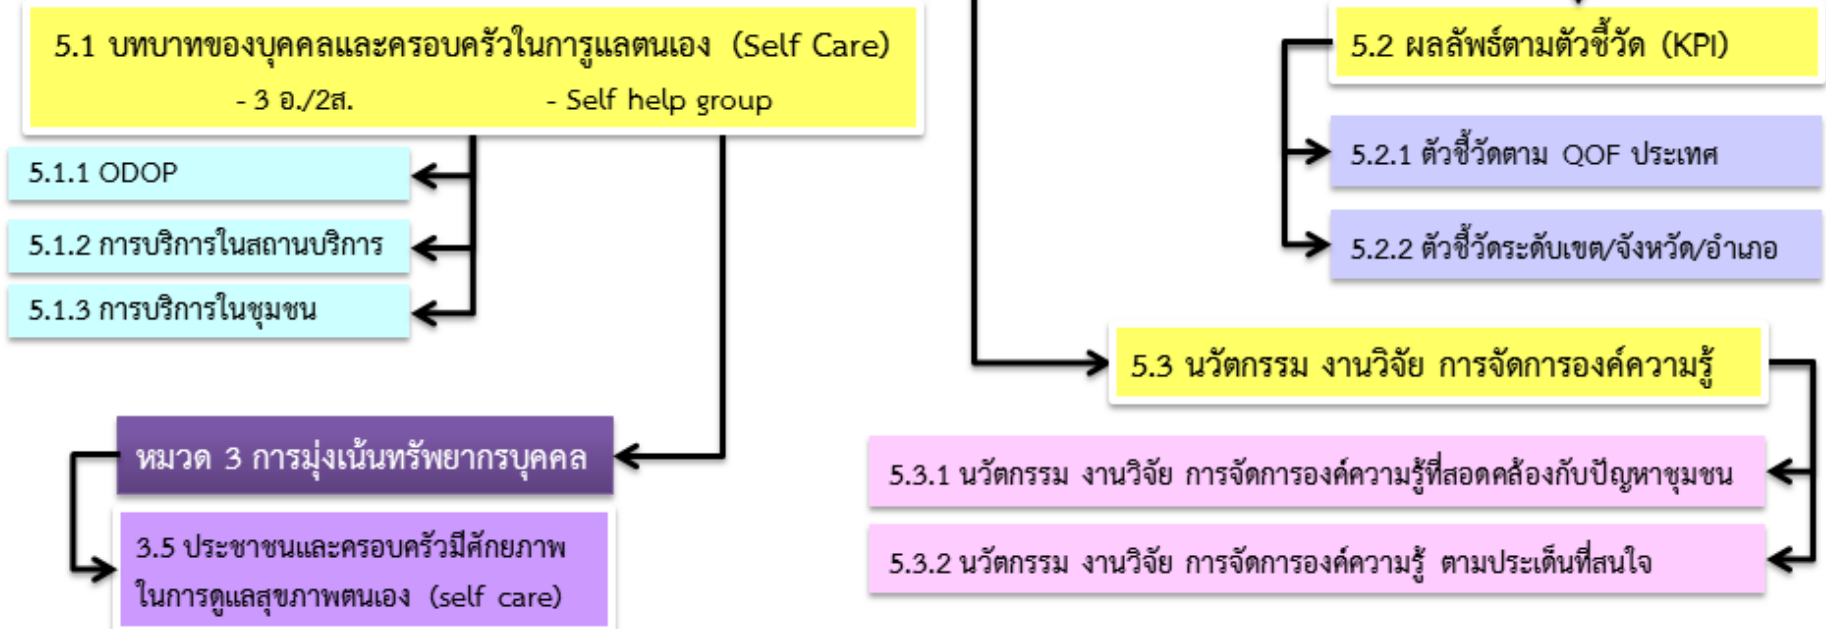 5.1 บทบาทของบุคคลและครอบครัวในการูแลตนเอง (Self Care)
- 3 อ./2ส. - Self help group
5.1.1 ODOP
5.1.2 การบริการในสถานบริการ
5.1.3 การบริการในชุมชน
หมวด 3 การมุ่งเน้นทรัพยากรบุคคล
3.5 ประชาชนและครอบครัวมีศักยภาพ
ในการดูแลสุขภาพตนเอง (self care)
5.2 ผลลัพธ์ตามตัวชี้วัด (KPI)
5.2.1 ตัวชี้วัดตาม QOF ประเทศ
5.2.2 ตัวชี้วัดระดับเขต/จังหวัด/อำเภอ
5.3 นวัตกรรม งานวิจัย การจัดการองค์ความรู้
5.3.1 นวัตกรรม งานวิจัย การจัดการองค์ความรู้ที่สอดคล้องกับปัญหาชุมชน
5.3.2 นวัตกรรม งานวิจัย การจัดการองค์ความรู้ ตามประเด็นที่สนใจ